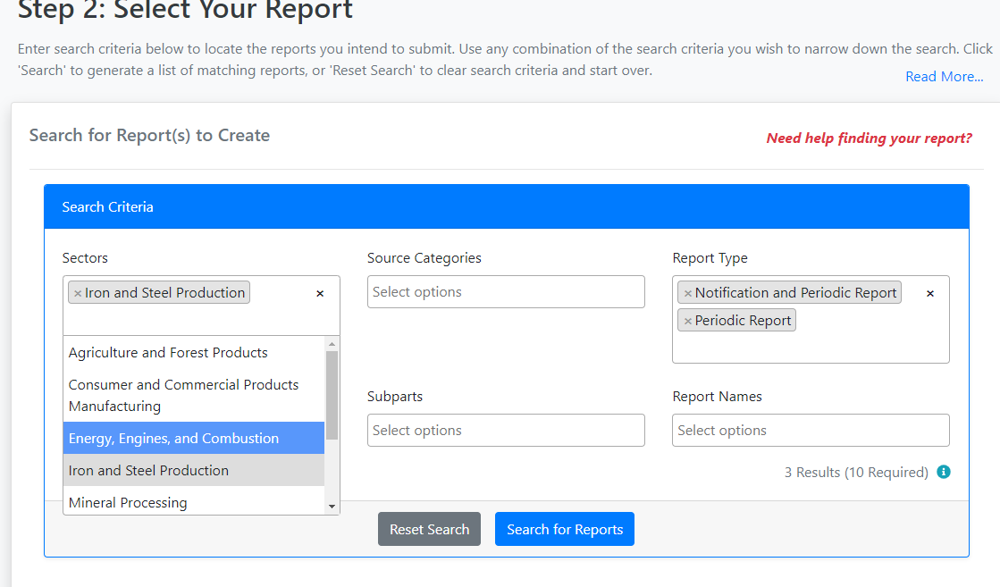 Step 2: Select Your Report
Enter search criteria below to locate the reports you intend to submit. Use any combination of the search criteria you wish to narrow down the search. Click
'Search' to generate a list of matching reports, or 'Reset Search' to clear search criteria and start over.
Read More...
Search for Report(s) to Create
Need help finding your report?
Search Criteria
Sectors
Source Categories
Report Type
× Iron and Steel Production ×
Select options
× Notification and Periodic Report ×
× Periodic Report
Agriculture and Forest Products
Consumer and Commercial Products
Manufacturing
Energy, Engines, and Combustion
Iron and Steel Production
Mineral Processing
Subparts
Report Names
Select options
Select options
3 Results (10 Required)
Reset Search
Search for Reports